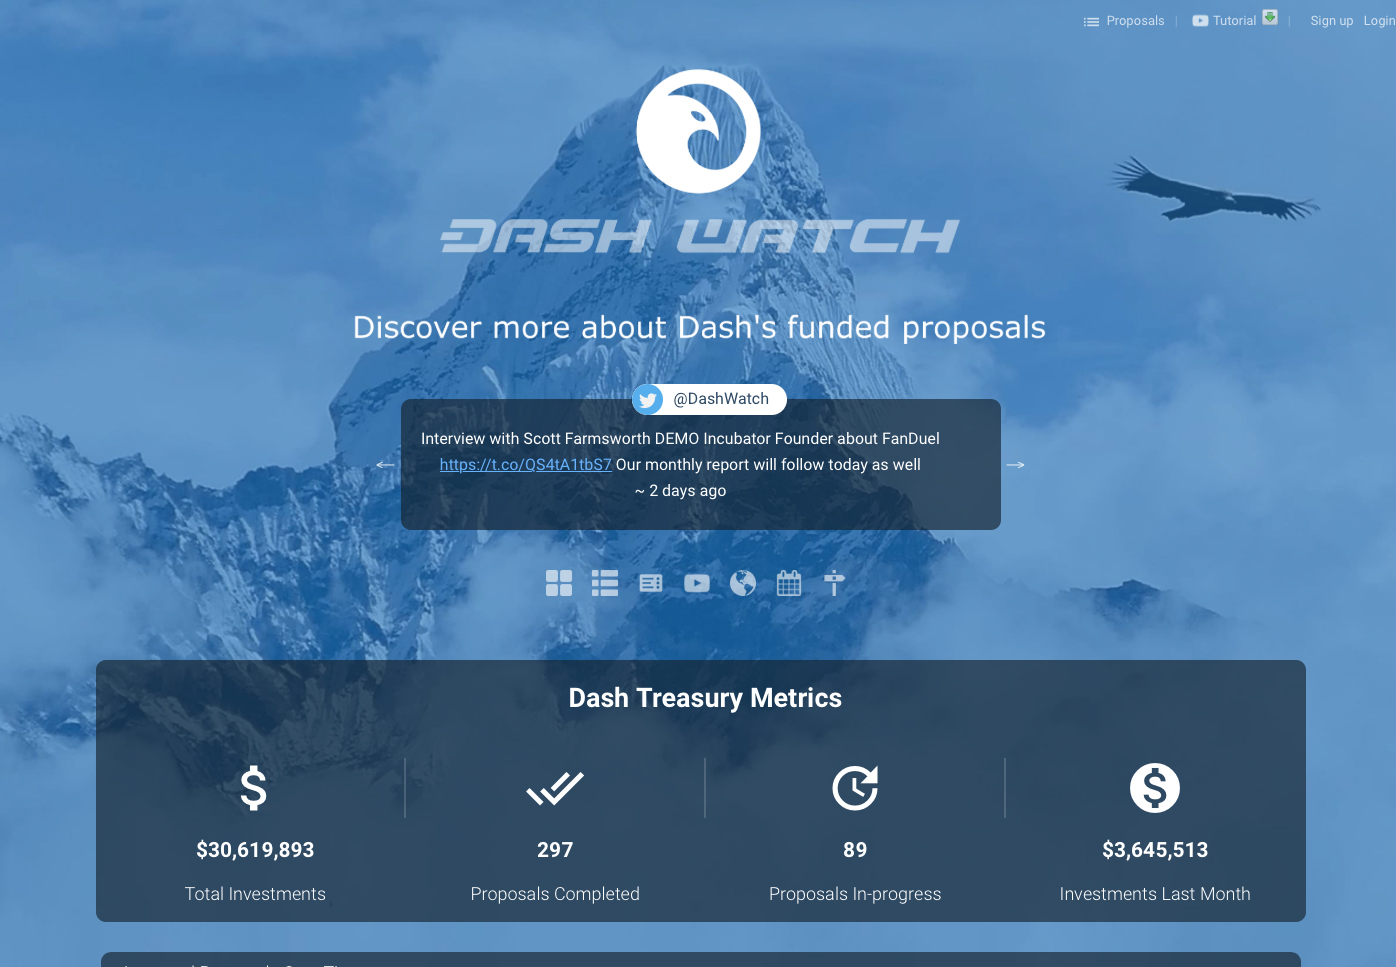 Proposals | Tutorial | Sign up Login
DASH WATCH
Discover more about Dash's funded proposals
@DashWatch
Interview with Scott Farmsworth DEMO Incubator Founder about FanDuel
https://t.co/QS4tA1tbS7 Our monthly report will follow today as well
~ 2 days ago
Dash Treasury Metrics
$30,619,893 297 89 $3,645,513
Total Investments Proposals Completed Proposals In-progress Investments Last Month